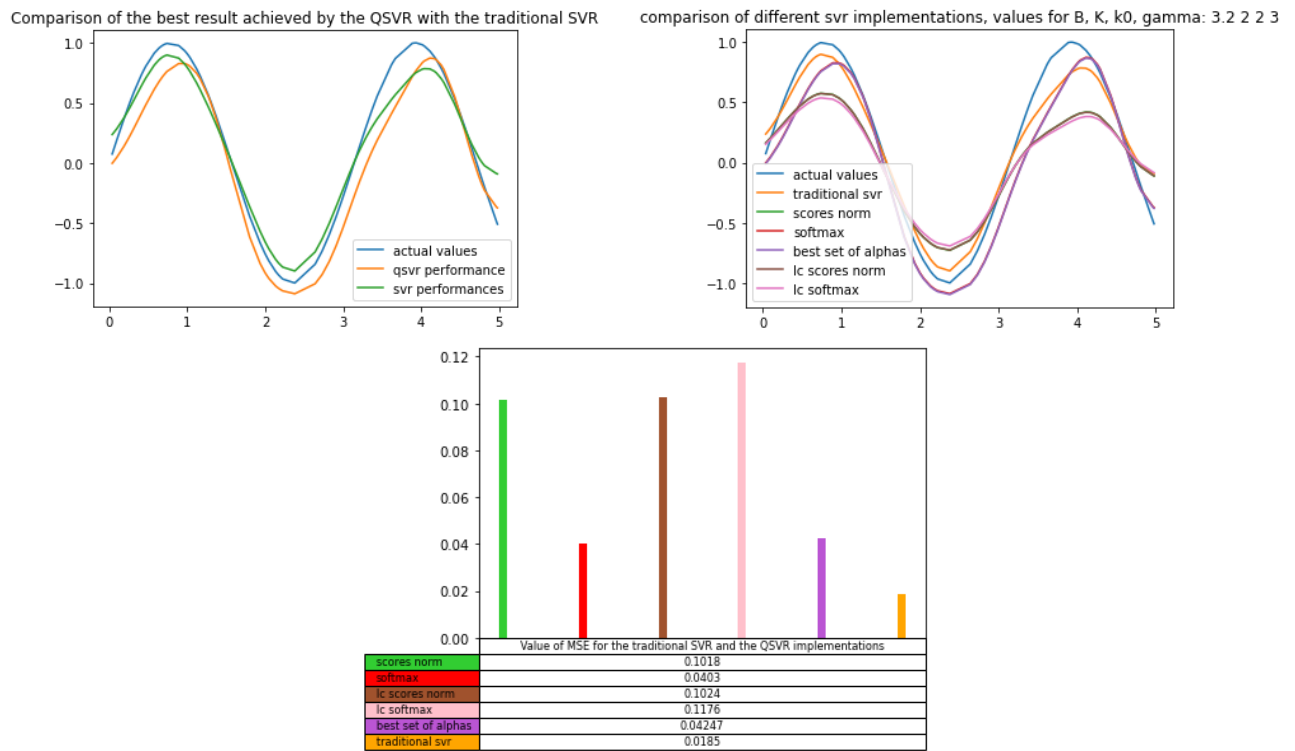 Comparison of the best result achieved by the QSVR with the traditional SVR
1.0
0.5
0.0
−0.5
−1.0
0 1 2 3 4 5
actual values
qsvr performance
svr performances
comparison of different svr implementations, values for B, K, k0, gamma: 3.2 2 2 3
1.0
0.5
0.0
−0.5
−1.0
0 1 2 3 4 5
actual values
traditional svr
scores norm
softmax
best set of alphas
lc scores norm
lc softmax
0.12
0.10
0.08
0.06
0.04
0.02
0.00
Value of MSE for the traditional SVR and the QSVR implementations
scores norm 0.1018
softmax 0.0403
lc scores norm 0.1024
lc softmax 0.1176
best set of alphas 0.04247
traditional svr 0.0185